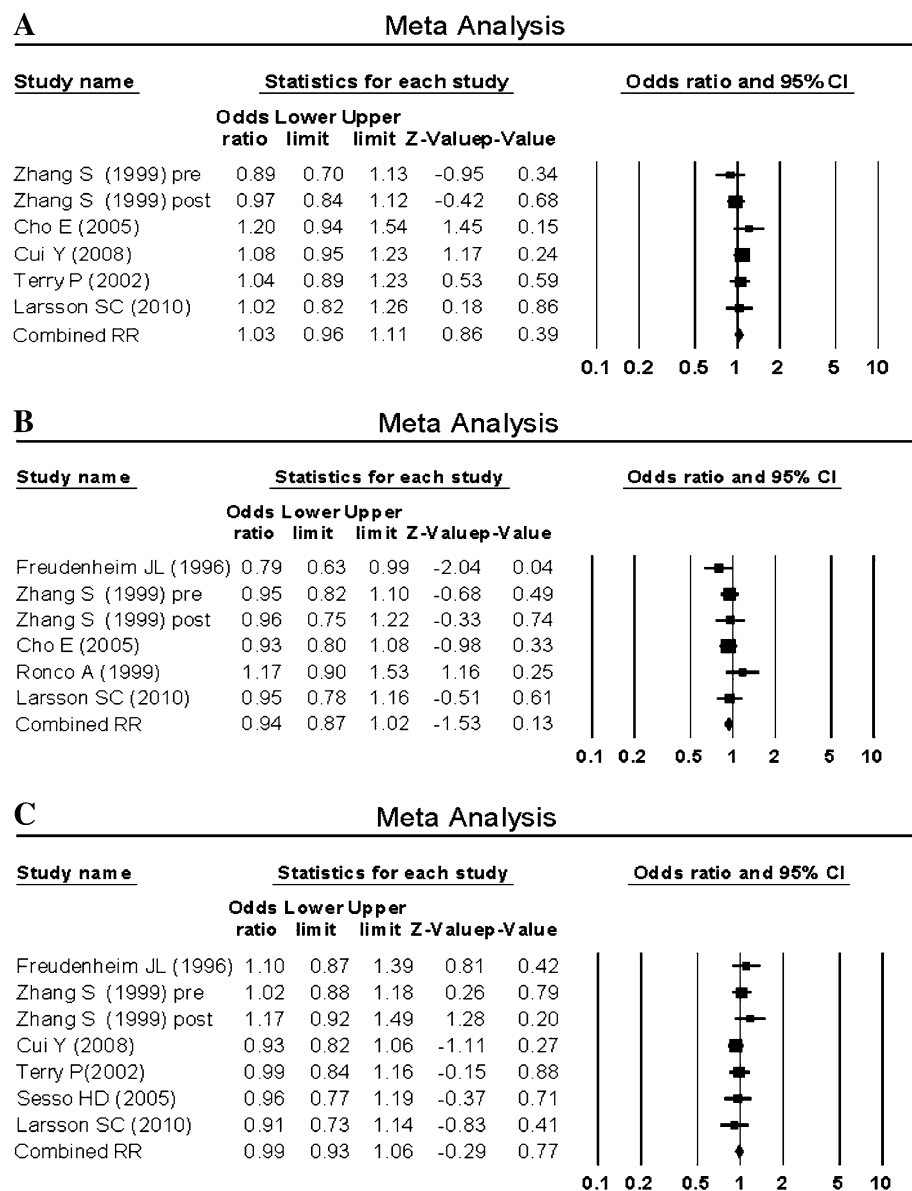 A
Meta Analysis
Study name Statistics for each study Odds ratio and 95% CI
Odds Lower Upper
ratio limit limit Z-Valuep-Value
Zhang S (1999) pre 0.89 0.70 1.13 -0.95 0.34
Zhang S (1999) post 0.97 0.84 1.12 -0.42 0.68
Cho E (2005) 1.20 0.94 1.54 1.45 0.15
Cui Y (2008) 1.08 0.95 1.23 1.17 0.24
Terry P (2002) 1.04 0.89 1.23 0.53 0.59
Larsson SC (2010) 1.02 0.82 1.26 0.18 0.86
Combined RR 1.03 0.96 1.11 0.86 0.39
0.1 0.2 0.5 1 2 5 10
B
Meta Analysis
Study name Statistics for each study Odds ratio and 95% CI
Odds Lower Upper
ratio limit limit Z-Valuep-Value
Freudenheim JL (1996) 0.79 0.63 0.99 -2.04 0.04
Zhang S (1999) pre 0.95 0.82 1.10 -0.68 0.49
Zhang S (1999) post 0.96 0.75 1.22 -0.33 0.74
Cho E (2005) 0.93 0.80 1.08 -0.98 0.33
Ronco A (1999) 1.17 0.90 1.53 1.16 0.25
Larsson SC (2010) 0.95 0.78 1.16 -0.51 0.61
Combined RR 0.94 0.87 1.02 -1.53 0.13
0.1 0.2 0.5 1 2 5 10
C
Meta Analysis
Study name Statistics for each study Odds ratio and 95% CI
Odds Lower Upper
ratio limit limit Z-Valuep-Value
Freudenheim JL (1996) 1.10 0.87 1.39 0.81 0.42
Zhang S (1999) pre 1.02 0.88 1.18 0.26 0.79
Zhang S (1999) post 1.17 0.92 1.49 1.28 0.20
Cui Y (2008) 0.93 0.82 1.06 -1.11 0.27
Terry P(2002) 0.99 0.84 1.16 -0.15 0.88
Sesso HD (2005) 0.96 0.77 1.19 -0.37 0.71
Larsson SC (2010) 0.91 0.73 1.14 -0.83 0.41
Combined RR 0.99 0.93 1.06 -0.29 0.77
0.1 0.2 0.5 1 2 5 10